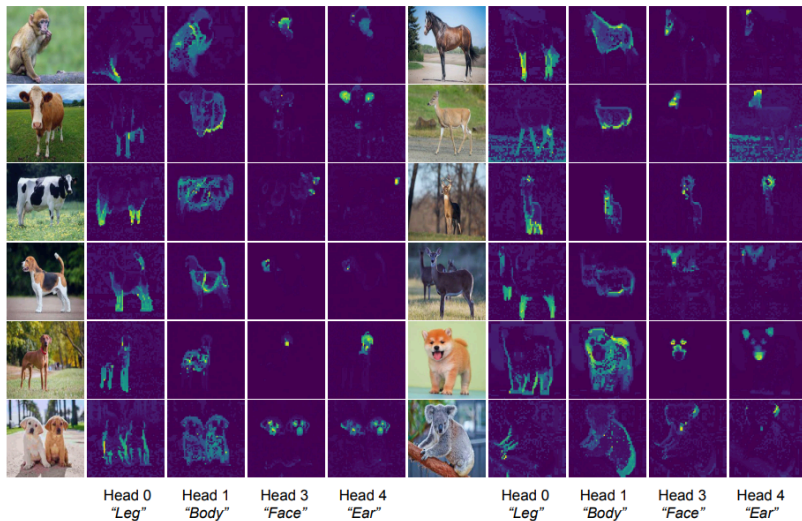 Head 0 Head 1 Head 3 Head 4 Head 0 Head 1 Head 3 Head 4
“Leg” “Body” “Face” “Ear” “Leg” “Body” “Face” “Ear”